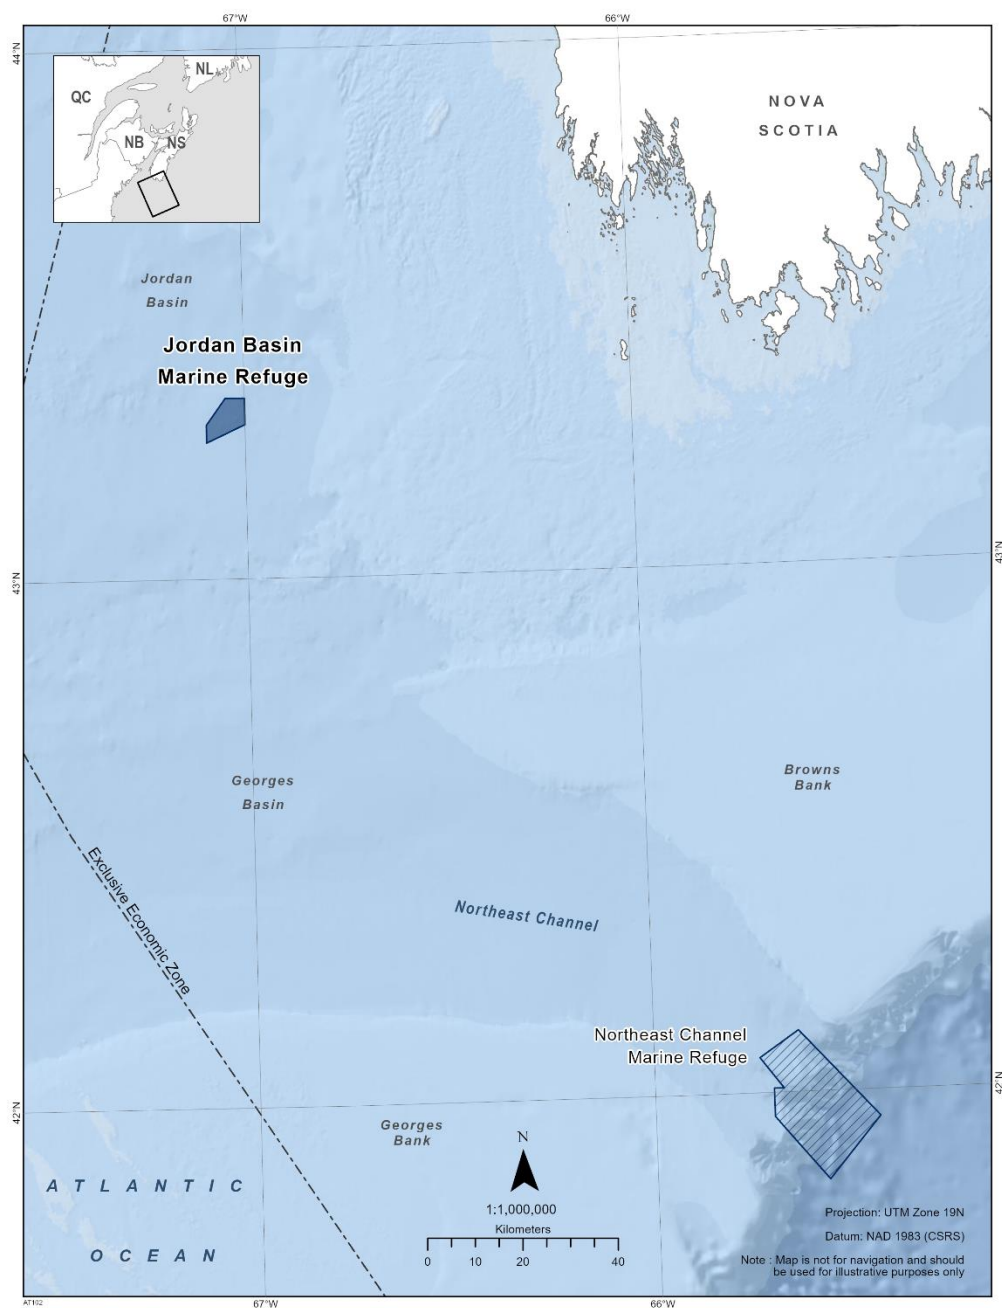 67°W
66°W
44°N
NL
QC
NB
NS
NOVA
SCOTIA
Jordan
Basin
Jordan Basin
Marine Refuge
43°N
43°N
Georges
Basin
Browns
Bank
Exclusive Economic Zone
Northeast Channel
Northeast Channel
Marine Refuge
42°N
42°N
Georges
Bank
N
ATLANTIC
OCEAN
1:1,000,000
Kilometers
0 10 20 40
Projection: UTM Zone 19N
Datum: NAD 1983 (CSRS)
Note : Map is not for navigation and should
be used for illustrative purposes only
AT102
67°W
66°W